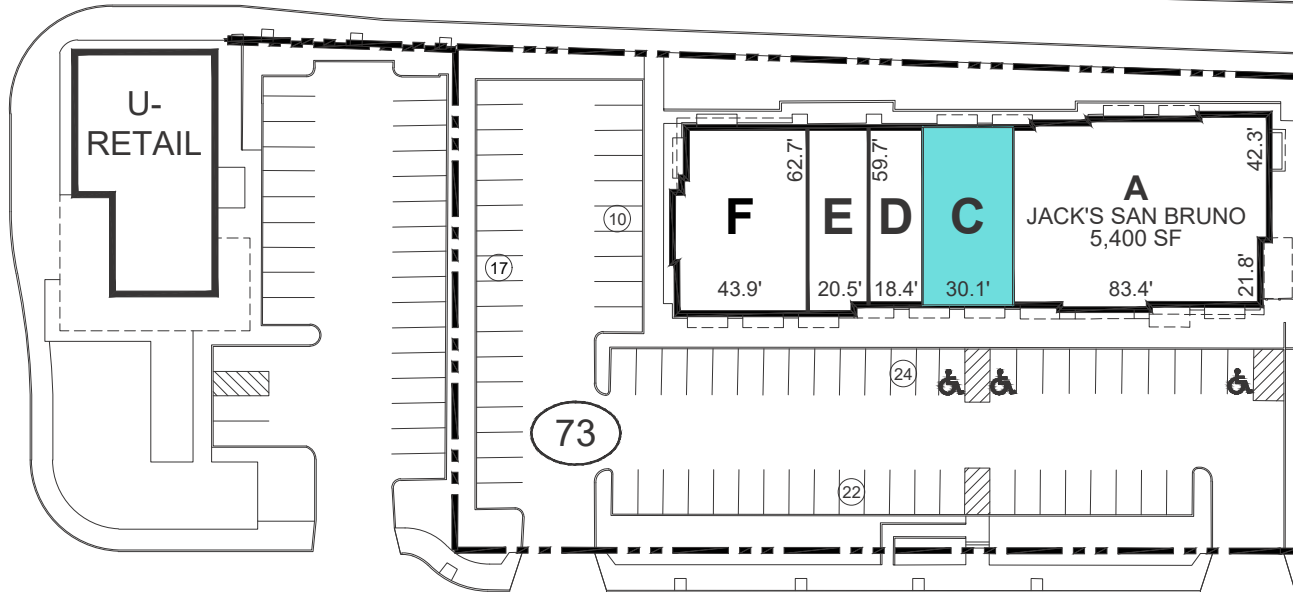 U-
RETAIL
10
17
62.7'
F
43.9'
E
20.5'
59.7'
D
18.4'
C
30.1'
A
JACK'S SAN BRUNO
5,400 SF
83.4'
42.3'
21.8'
24
73
22